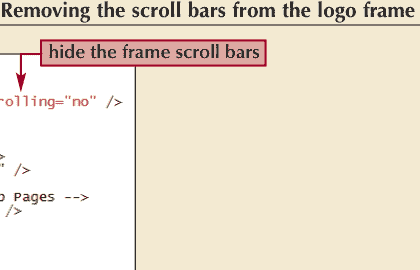 Removing the scroll bars from the logo frame
hide the frame scroll bars
rolling="no" />
>
" />
Pages -->
/>